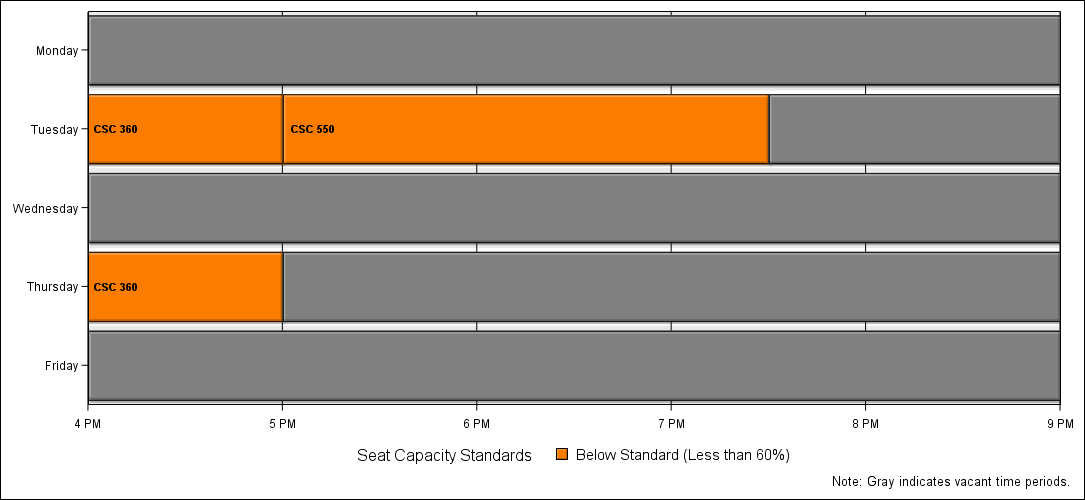 Monday
Tuesday
CSC 360
CSC 550
Wednesday
Thursday
CSC 360
Friday
4 PM 5 PM 6 PM 7 PM 8 PM 9 PM
Seat Capacity Standards Below Standard (Less than 60%)
Note: Gray indicates vacant time periods.